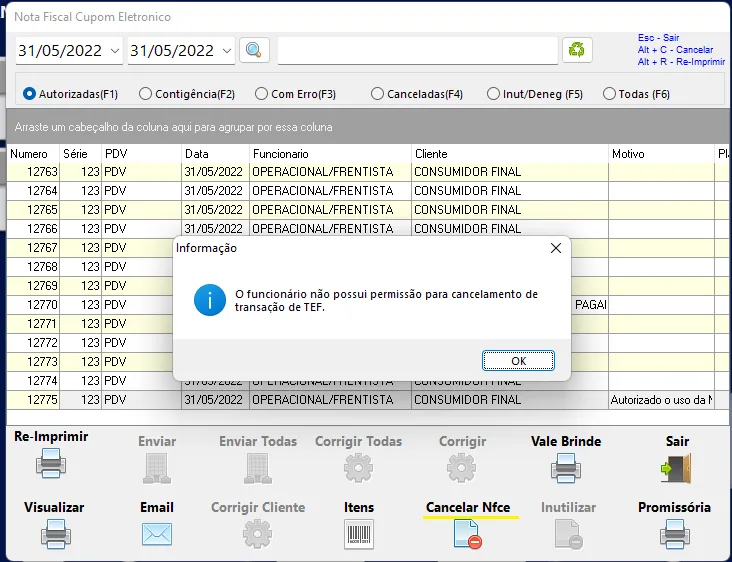 Nota Fiscal Cupom Eletronico
31/05/2022 31/05/2022
Esc - Sair
Alt + C - Cancelar
Alt + R - Re-Imprimir
Autorizadas(F1) Contigência(F2) Com Erro(F3) Canceladas(F4) Inut/Deneg (F5) Todas (F6)
Arraste um cabeçalho da coluna aqui para agrupar por essa coluna
Numero Série PDV Data Funcionario Cliente Motivo
12763 123 PDV 31/05/2022 OPERACIONAL/FRENTISTA CONSUMIDOR FINAL
12764 123 PDV 31/05/2022 OPERACIONAL/FRENTISTA CONSUMIDOR FINAL
12765 123 PDV 31/05/2022 OPERACIONAL/FRENTISTA CONSUMIDOR FINAL
12766 123 PDV 31/05/2022 OPERACIONAL/FRENTISTA CONSUMIDOR FINAL
12767 123 PDV
12768 123 PDV
12769 123 PDV
12770 123 PDV PAGAI
12771 123 PDV
12772 123 PDV
12773 123 PDV
12774 123 PDV 31/05/2022 OPERACIONAL/FRENTISTA CONSUMIDOR FINAL
12775 123 PDV 31/05/2022 OPERACIONAL/FRENTISTA CONSUMIDOR FINAL Autorizado o uso da N
Informação
O funcionário não possui permissão para cancelamento de
transação de TEF.
OK
Re-Imprimir Enviar Enviar Todas Corrigir Todas Corrigir Vale Brinde Sair
Visualizar Email Corrigir Cliente Itens Cancelar Nfce Inutilizar Promissória